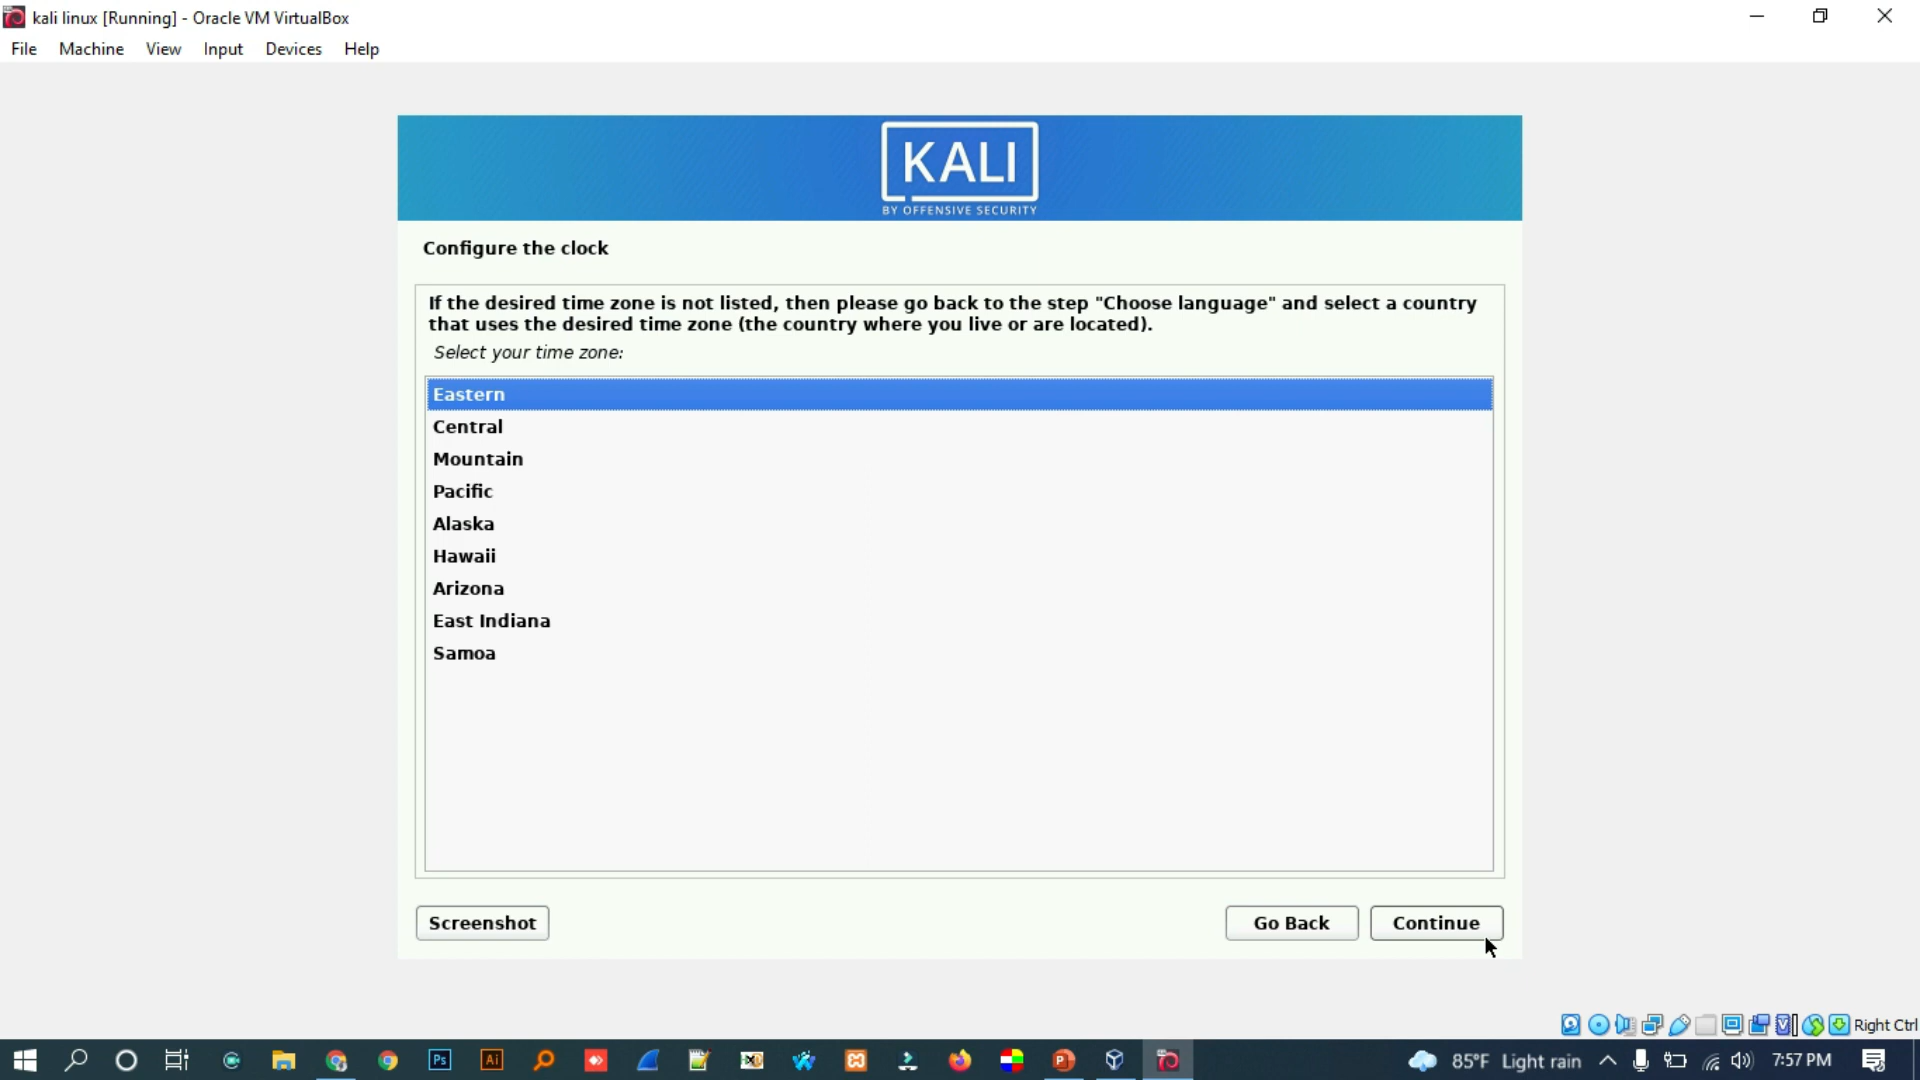 kali linux [Running] - Oracle VM VirtualBox
File Machine View Input Devices Help
KALI
BY OFFENSIVE SECURITY
Configure the clock
If the desired time zone is not listed, then please go back to the step "Choose language" and select a country
that uses the desired time zone (the country where you live or are located).
Select your time zone:
Eastern
Central
Mountain
Pacific
Alaska
Hawaii
Arizona
East Indiana
Samoa
Screenshot Go Back Continue
Right Ctrl
Ps Ai 85°F Light rain 7:57 PM